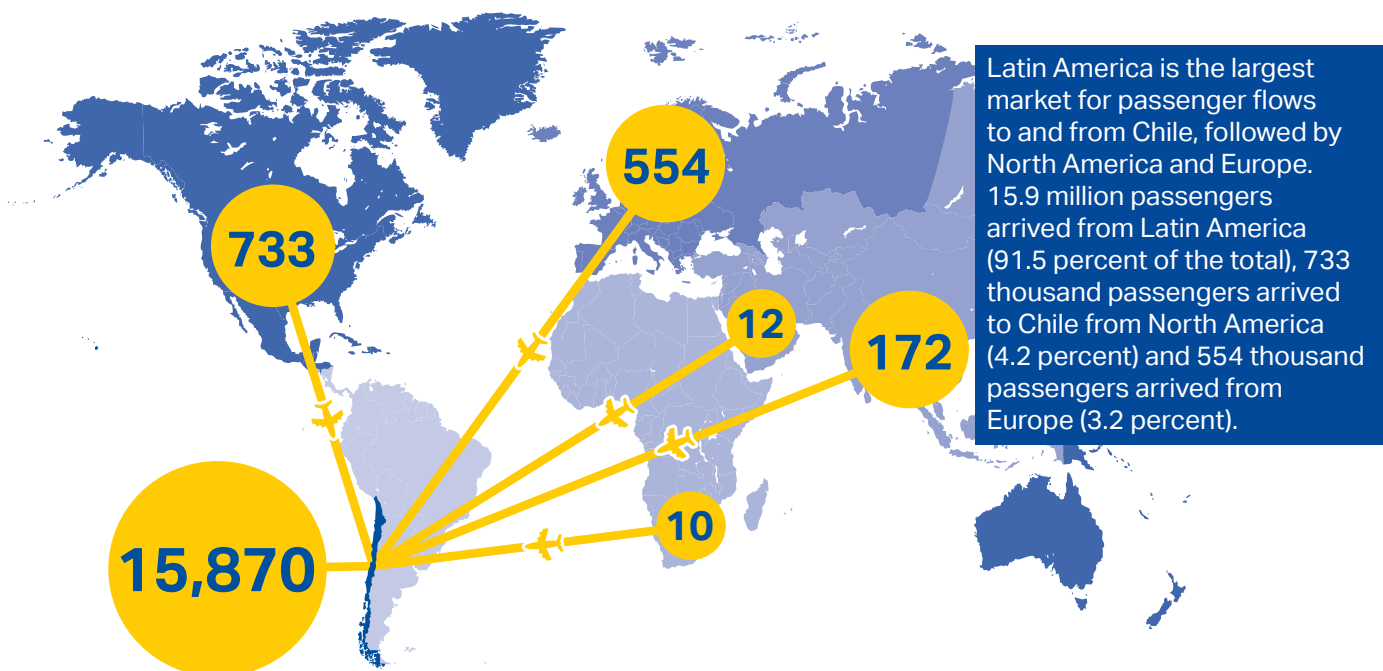 554
733
12
172
10
15,870
Latin America is the largest
market for passenger flows
to and from Chile, followed by
North America and Europe.
15.9 million passengers
arrived from Latin America
(91.5 percent of the total), 733
thousand passengers arrived
to Chile from North America
(4.2 percent) and 554 thousand
passengers arrived from
Europe (3.2 percent).